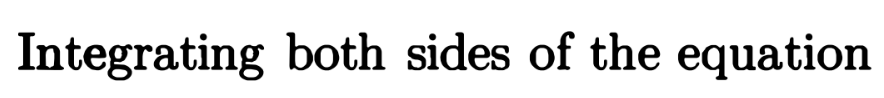 Integrating both sides of the equation